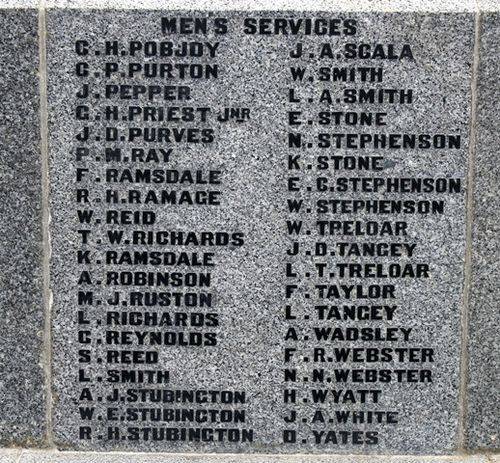 MEN'S SERVICES
C.H.POBJOY
C.P.PURTON
J.PEPPER
G.H.PRIEST JNR
J.D.PURVES
P.M.RAY
F.RAMSDALE
R.H.RAMAGE
W.REID
T.W.RICHARDS
K.RAMSDALE
A.ROBINSON
M.J.RUSTON
L.RICHARDS
C.REYNOLDS
S.REED
L.SMITH
A.J.STUBINGTON
W.E.STUBINGTON
R.H.STUBINGTON
J.A.SCALA
W.SMITH
L.A.SMITH
E.STONE
N.STEPHENSON
K.STONE
E.C.STEPHENSON
W.STEPHENSON
W.TRELOAR
J.D.TANGEY
L.T.TRELOAR
F.TAYLOR
L.TANGEY
A.WADSLEY
F.R.WEBSTER
N.N.WEBSTER
H.WYATT
J.A.WHITE
D.YATES